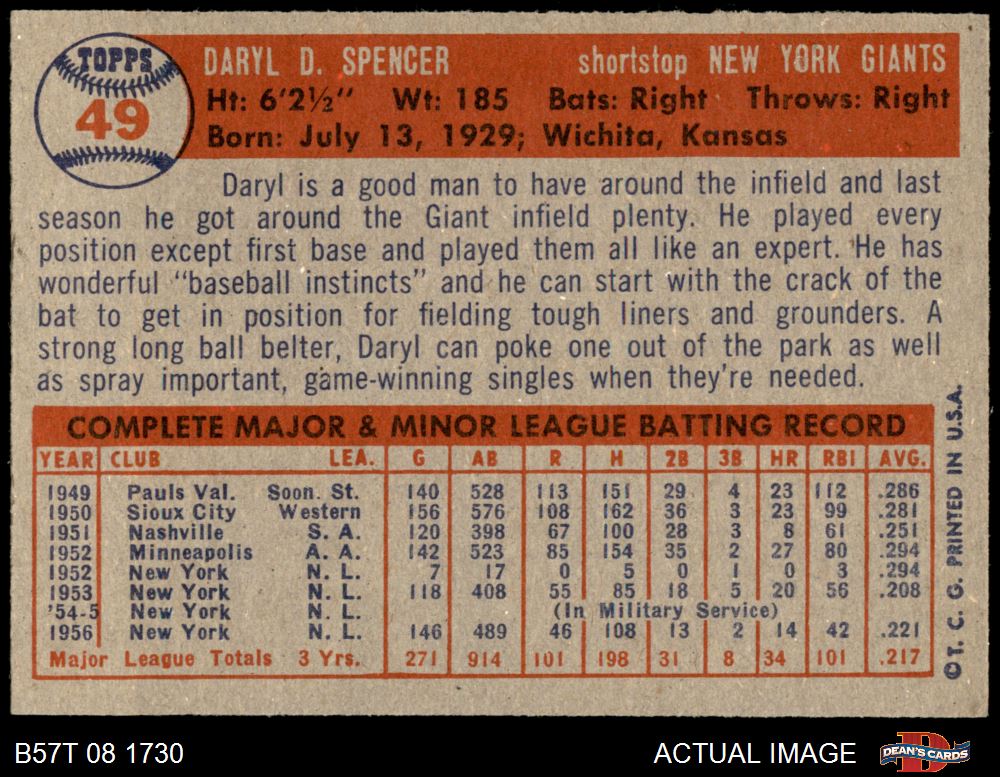 TOPPS
49
DARYL D. SPENCER shortstop NEW YORK GIANTS
Ht: 6'2½" Wt: 185 Bats: Right Throws: Right
Born: July 13, 1929; Wichita, Kansas
Daryl is a good man to have around the infield and last
season he got around the Giant infield plenty. He played every
position except first base and played them all like an expert. He has
wonderful "baseball instincts" and he can start with the crack of the
bat to get in position for fielding tough liners and grounders. A
strong long ball belter, Daryl can poke one out of the park as well
as spray important, game-winning singles when they're needed.
COMPLETE MAJOR & MINOR LEAGUE BATTING RECORD
YEAR CLUB LEA. G AB R H 2B 3B HR RBI AVG.
1949 Pauls Val. Soon. St. 140 528 113 151 29 4 23 112 .286
1950 Sioux City Western 156 576 108 162 36 3 23 99 .281
1951 Nashville S. A. 120 398 67 100 28 3 8 61 .251
1952 Minneapolis A. A. 142 523 85 154 35 2 27 80 .294
1952 New York N. L. 7 17 0 5 0 1 0 3 .294
1953 New York N. L. 118 408 55 85 18 5 20 56 .208
'54-5 New York N. L. (In Military Service)
1956 New York N. L. 146 489 46 108 13 2 14 42 .221
Major League Totals 3 Yrs. 271 914 101 198 31 8 34 101 .217
©T. C. G. PRINTED IN U.S.A.
B57T 08 1730 ACTUAL IMAGE DEAN'S CARDS